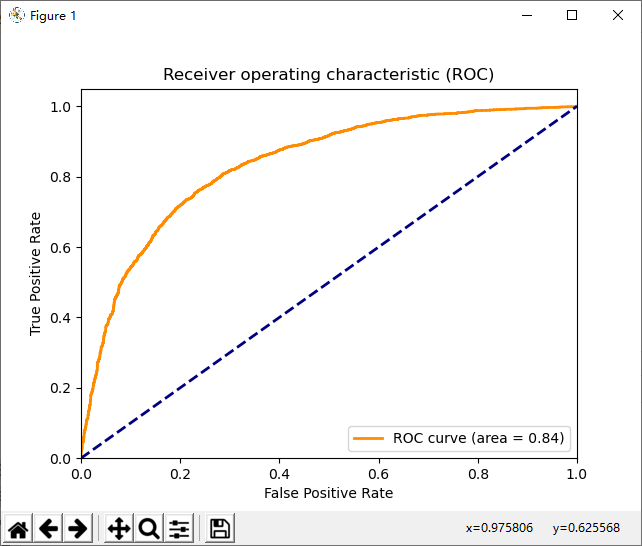 Figure 1
Receiver operating characteristic (ROC)
1.0
0.8
0.6
0.4
0.2
0.0
True Positive Rate
ROC curve (area = 0.84)
0.0 0.2 0.4 0.6 0.8 1.0
False Positive Rate
x=0.975806 y=0.625568